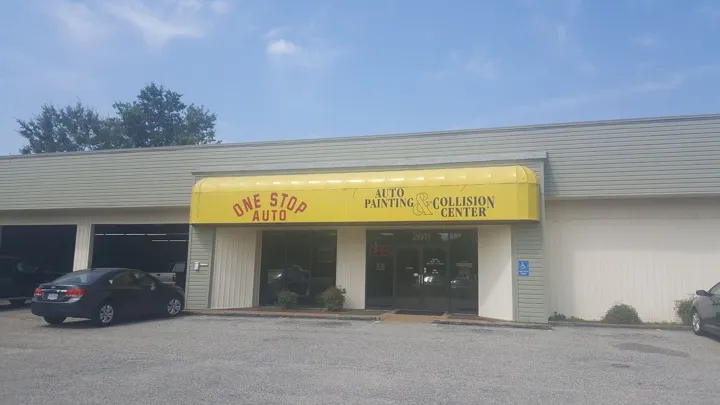 ONE STOP
AUTO
AUTO
PAINTING & COLLISION
CENTER